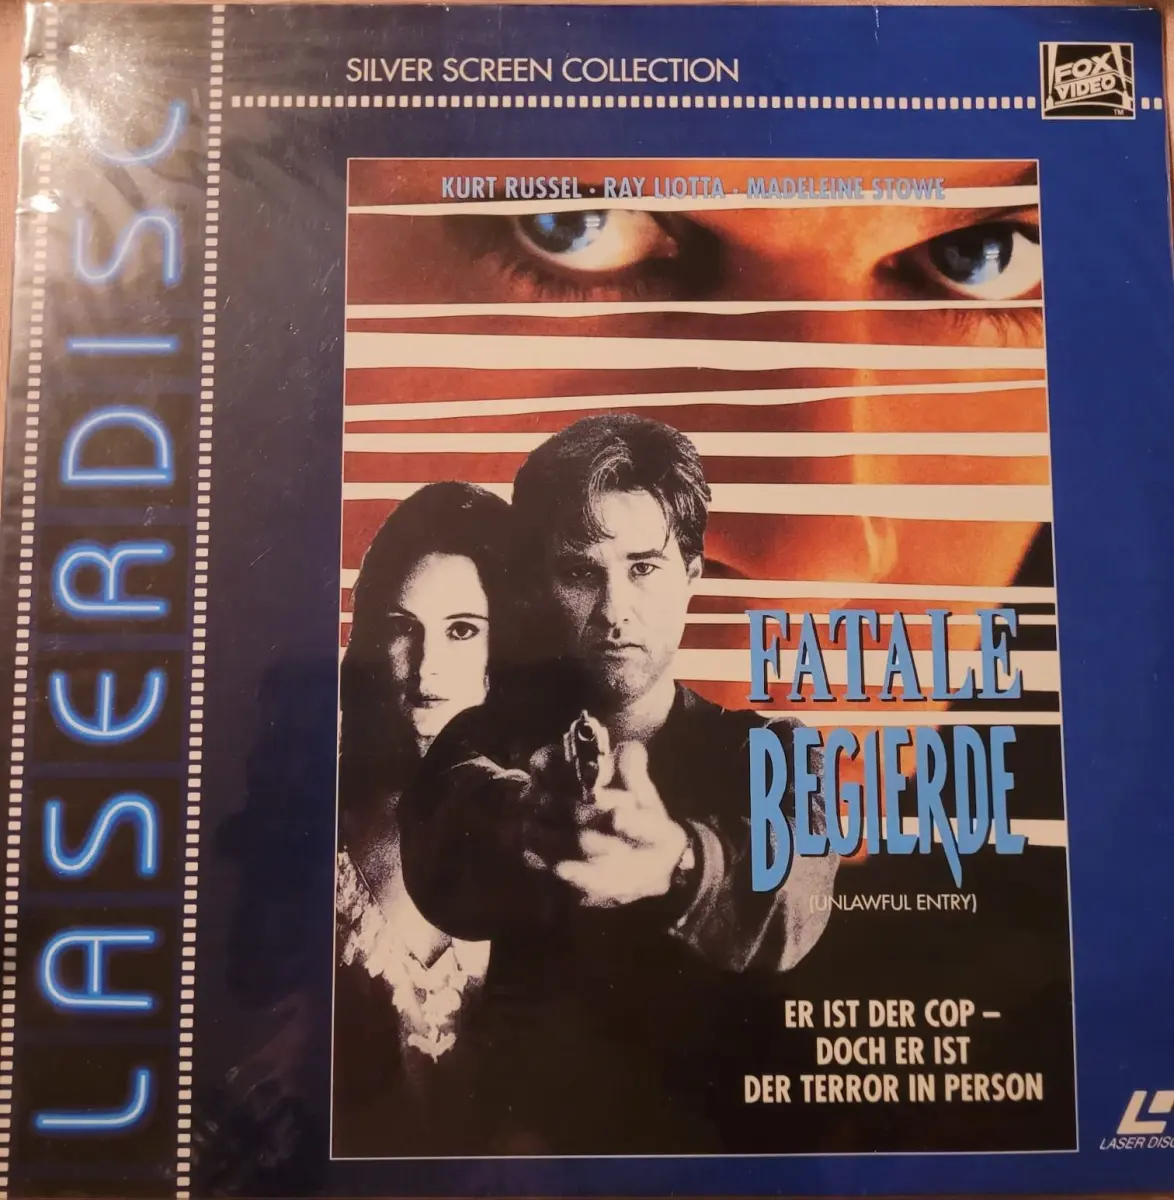 SILVER SCREEN COLLECTION
FOX
VIDEO
TM
LASERDISC
KURT RUSSEL · RAY LIOTTA · MADELEINE STOWE
FATALE
BEGIERDE
(UNLAWFUL ENTRY)
ER IST DER COP –
DOCH ER IST
DER TERROR IN PERSON
LASER DISC